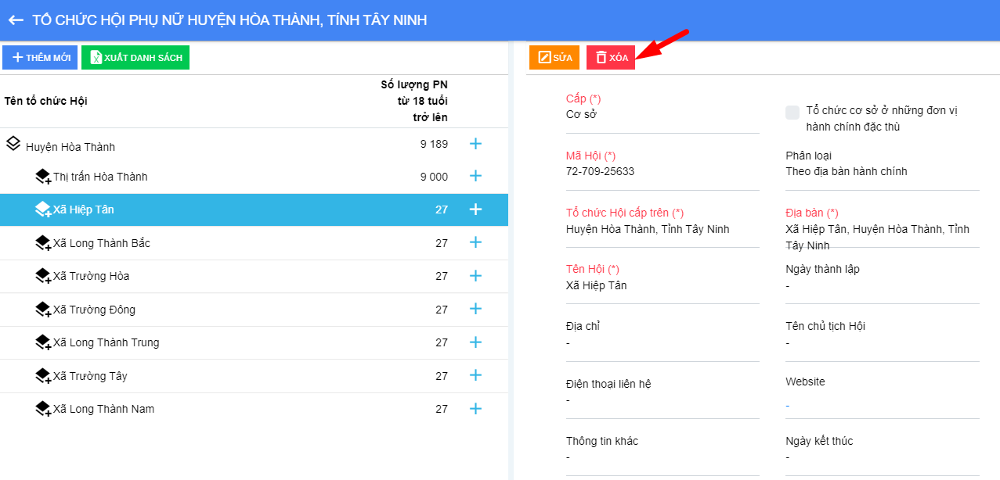 TỔ CHỨC HỘI PHỤ NỮ HUYỆN HÒA THÀNH, TỈNH TÂY NINH
THÊM MỚI
XUẤT DANH SÁCH
Tên tổ chức Hội
Số lượng PN
từ 18 tuổi
trở lên
Huyện Hòa Thành 9 189
Thị trấn Hòa Thành 9 000
Xã Hiệp Tân 27
Xã Long Thành Bắc 27
Xã Trường Hòa 27
Xã Trường Đông 27
Xã Long Thành Trung 27
Xã Trường Tây 27
Xã Long Thành Nam 27
SỬA
XÓA
Cấp (*)
Cơ sở
Tổ chức cơ sở ở những đơn vị
hành chính đặc thù
Mã Hội (*)
72-709-25633
Phân loại
Theo địa bàn hành chính
Tổ chức Hội cấp trên (*)
Huyện Hòa Thành, Tỉnh Tây Ninh
Địa bàn (*)
Xã Hiệp Tân, Huyện Hòa Thành, Tỉnh
Tây Ninh
Tên Hội (*)
Xã Hiệp Tân
Ngày thành lập
-
Địa chỉ
-
Tên chủ tịch Hội
-
Điện thoại liên hệ
-
Website
-
Thông tin khác
-
Ngày kết thúc
-